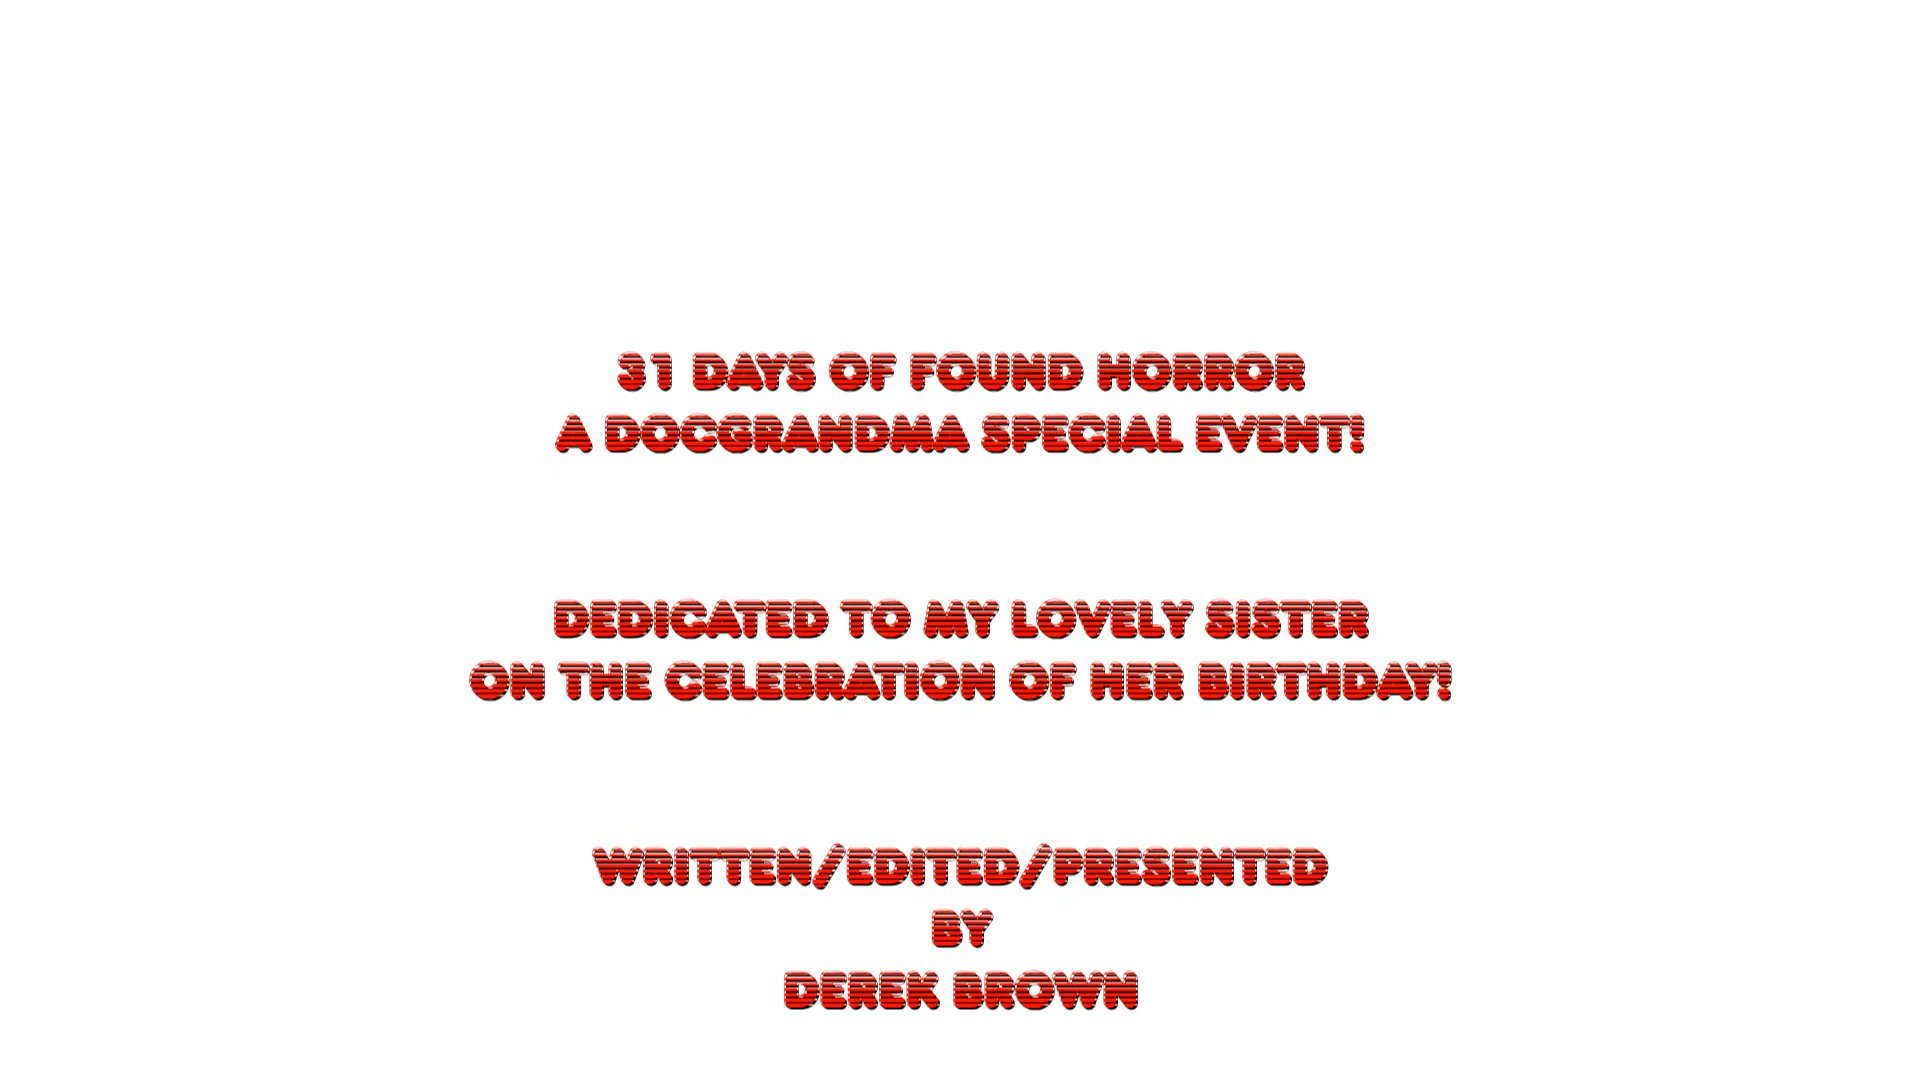 31 DAYS OF FOUND HORROR
A DOCGRANDMA SPECIAL EVENT!
DEDICATED TO MY LOVELY SISTER
ON THE CELEBRATION OF HER BIRTHDAY!
WRITTEN/EDITED/PRESENTED
BY
DEREK BROWN